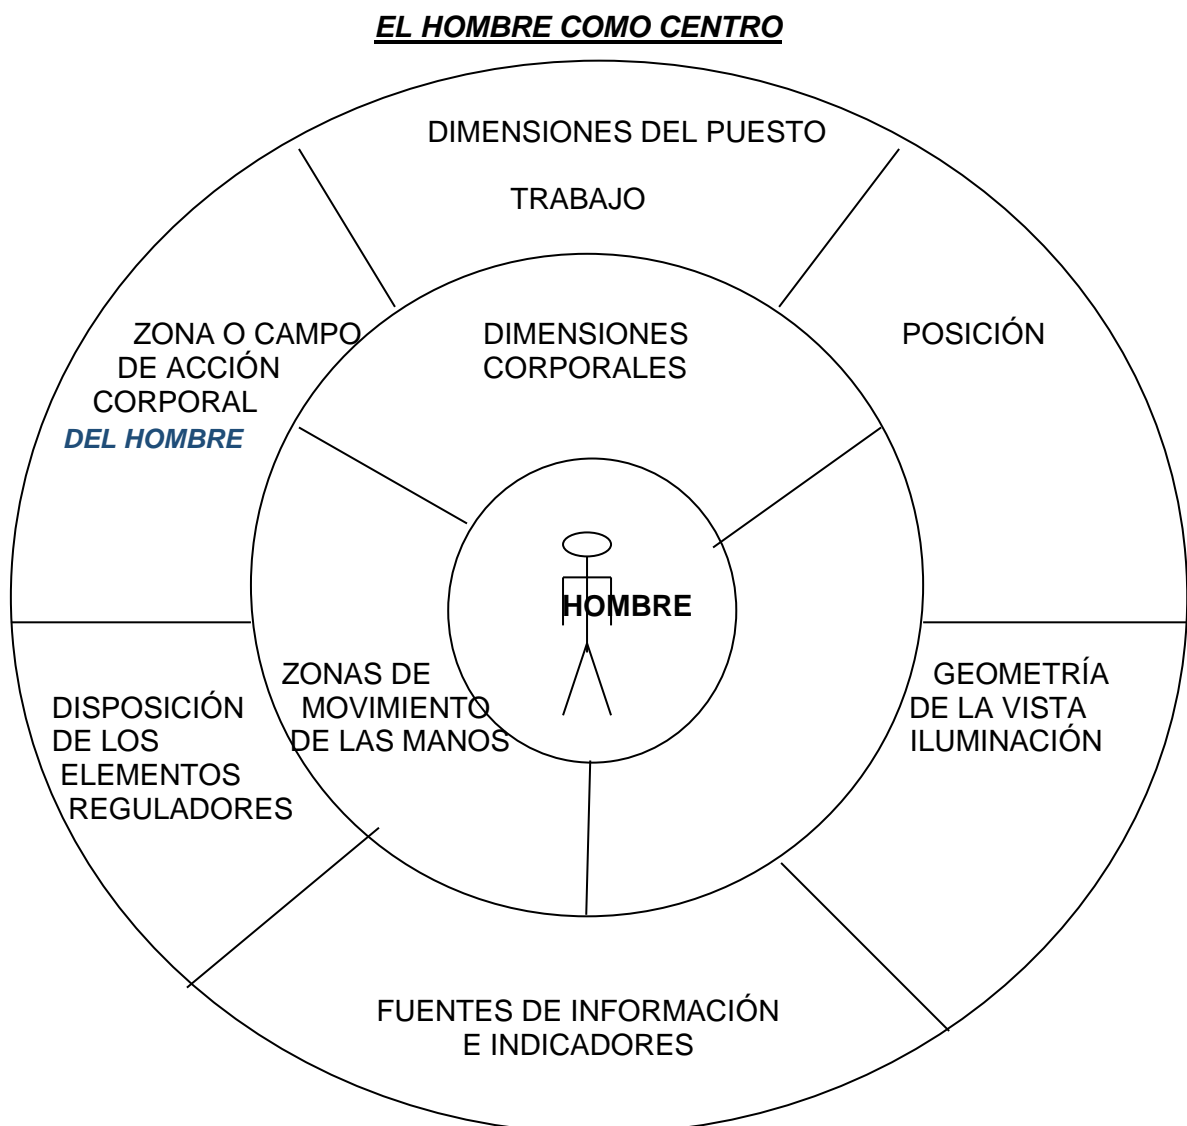 EL HOMBRE COMO CENTRO
DIMENSIONES DEL PUESTO
TRABAJO
ZONA O CAMPO
DE ACCIÓN
CORPORAL
DEL HOMBRE
DIMENSIONES
CORPORALES
POSICIÓN
HOMBRE
ZONAS DE
MOVIMIENTO
DE LAS MANOS
DISPOSICIÓN
DE LOS
ELEMENTOS
REGULADORES
GEOMETRÍA
DE LA VISTA
ILUMINACIÓN
FUENTES DE INFORMACIÓN
E INDICADORES